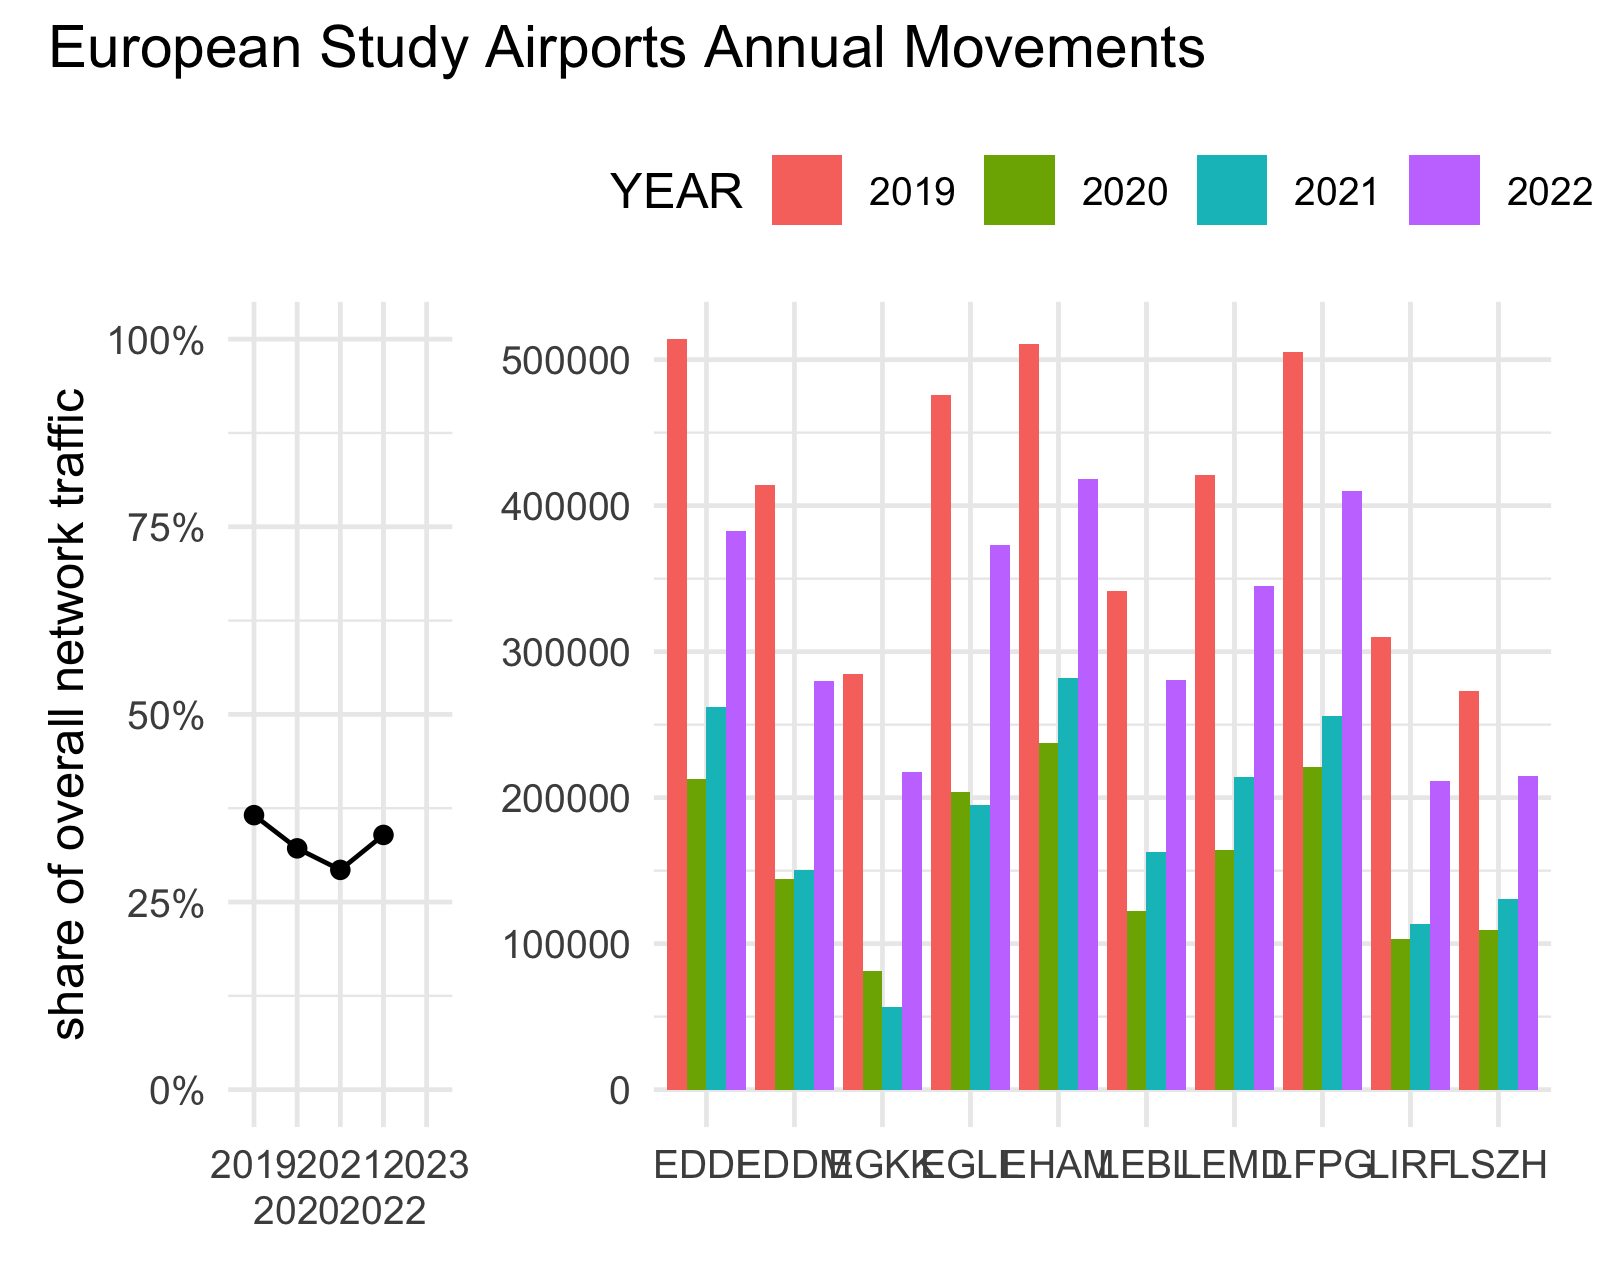 European Study Airports Annual Movements
YEAR 2019 2020 2021 2022
share of overall network traffic
100%
75%
50%
25%
0%
2019 2021 2023
2020 2022
500000
400000
300000
200000
100000
0
EDDF EDDM EGKK EGLL EHAM LEBL LEMD LFPG LIRF LSZH